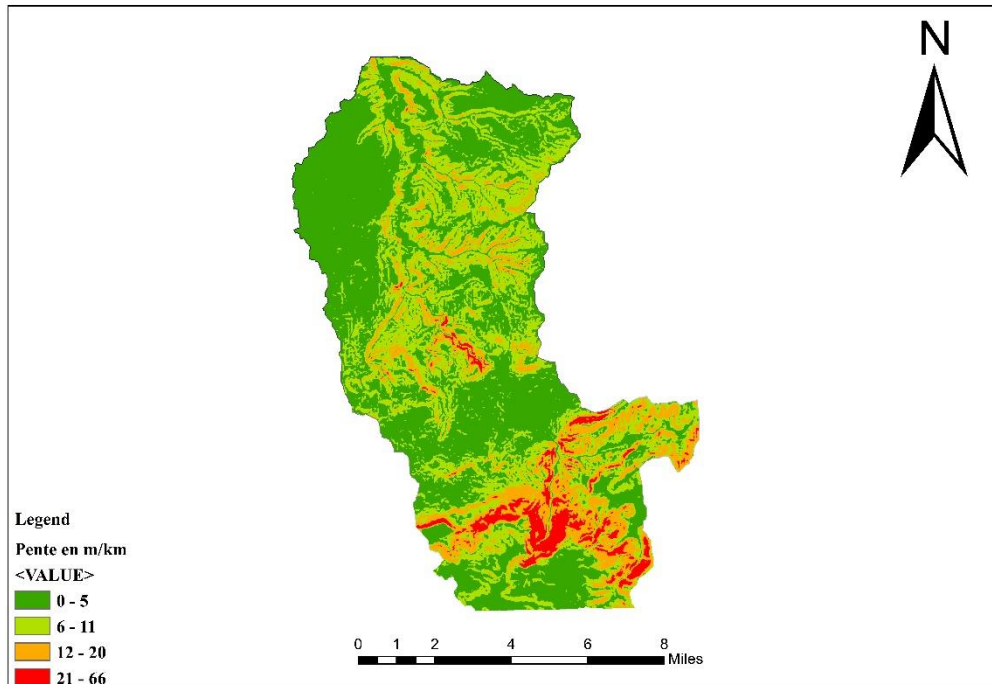 N
Legend
Pente en m/km
<VALUE>
0 - 5
6 - 11
12 - 20
21 - 66
0 1 2 4 6 8
Miles